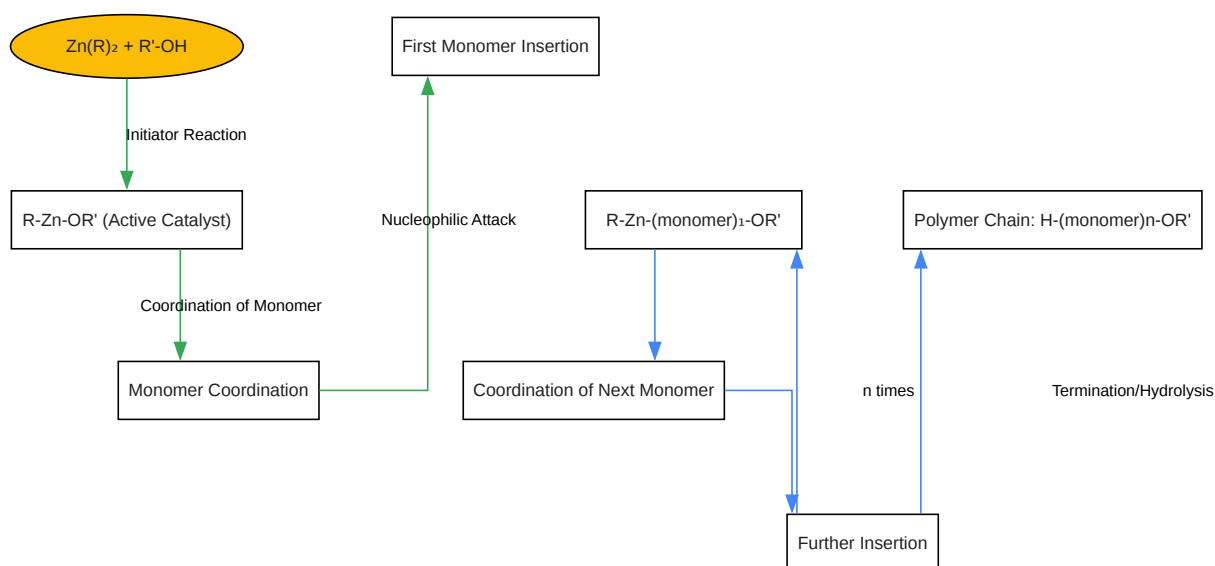 Zn(R)₂ + R'-OH
First Monomer Insertion
Initiator Reaction
R-Zn-OR' (Active Catalyst)
Nucleophilic Attack
R-Zn-(monomer)₁-OR'
Polymer Chain: H-(monomer)n-OR'
Coordination of Monomer
Monomer Coordination
Coordination of Next Monomer
n times
Termination/Hydrolysis
Further Insertion